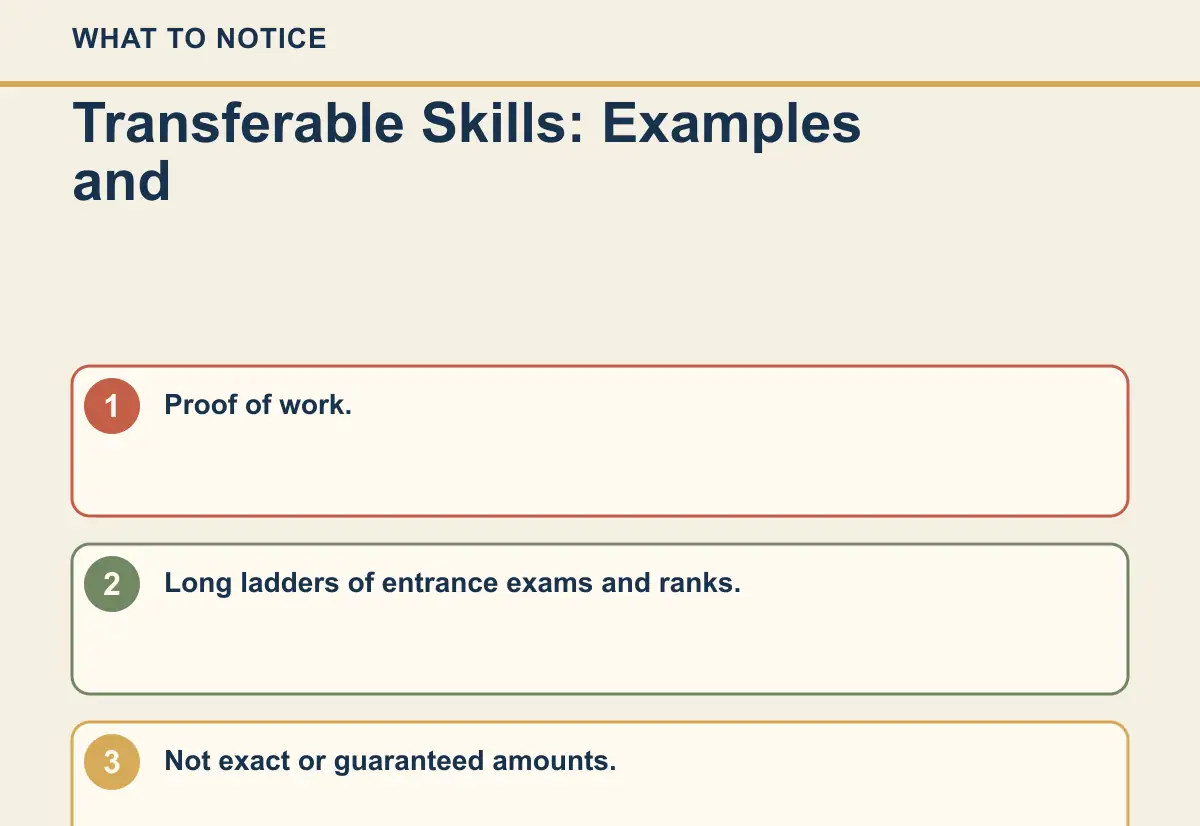 WHAT TO NOTICE
Transferable Skills: Examples
and
1 Proof of work.
2 Long ladders of entrance exams and ranks.
3 Not exact or guaranteed amounts.